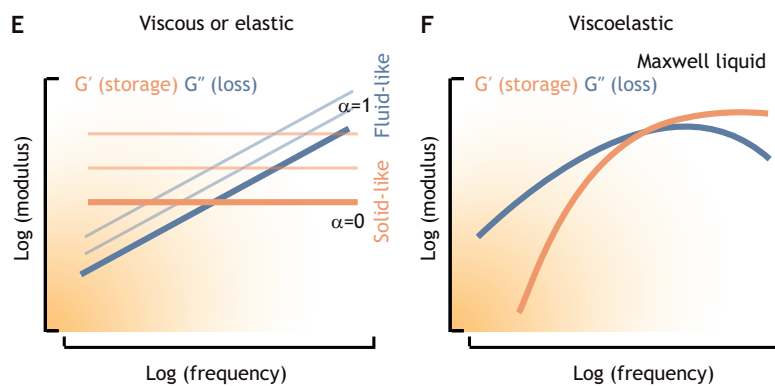 E
Viscous or elastic
G′ (storage) G″ (loss)
α=1
Fluid-like
Solid-like
α=0
Log (modulus)
Log (frequency)
F
Viscoelastic
Maxwell liquid
G′ (storage) G″ (loss)
Log (modulus)
Log (frequency)